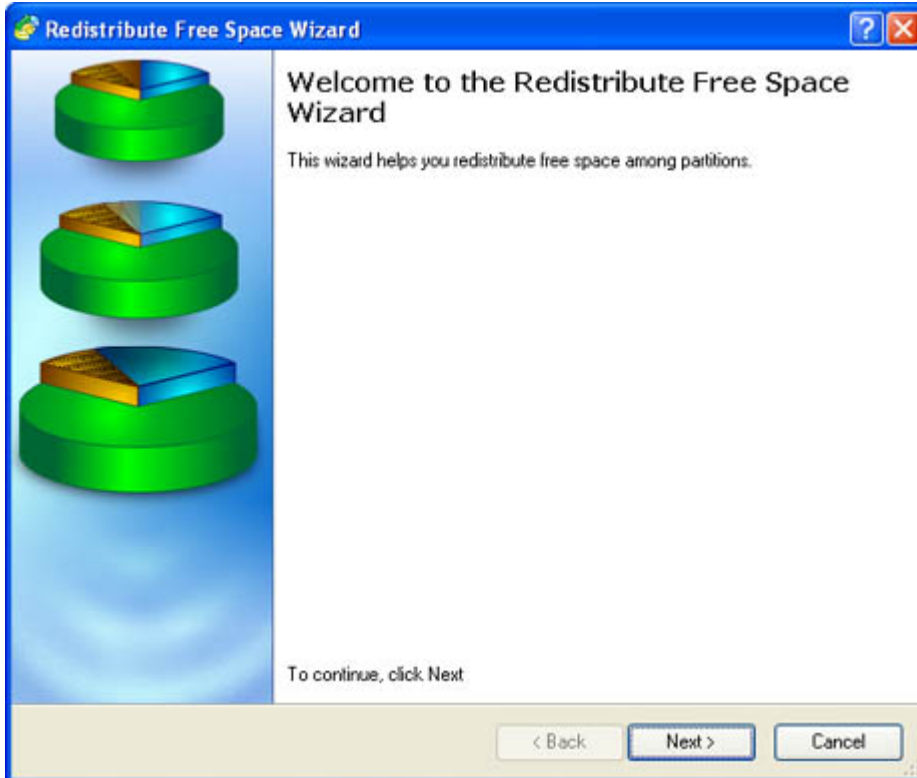 Redistribute Free Space Wizard
Welcome to the Redistribute Free Space
Wizard
This wizard helps you redistribute free space among partitions.
To continue, click Next
< Back
Next >
Cancel